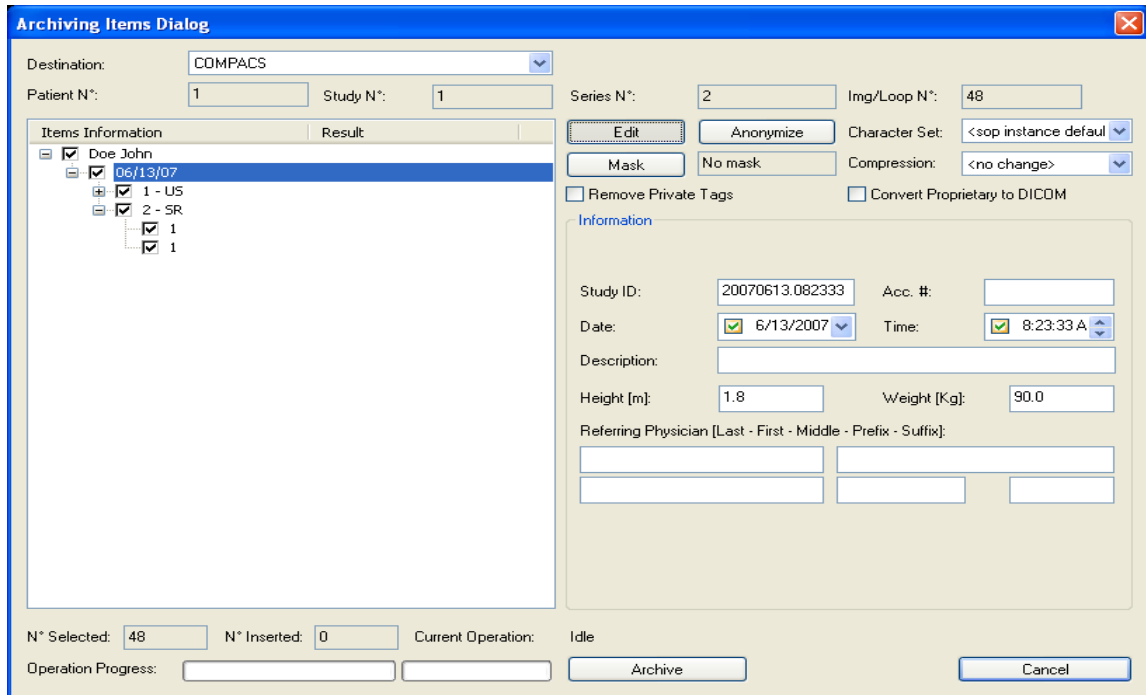 Archiving Items Dialog
Destination: COMPACS
Patient N°: 1 Study N°: 1 Series N°: 2 Img/Loop N°: 48
Items Information Result
Doe John
06/13/07
1 - US
2 - SR
1
1
Edit Anonymize Character Set: <sop instance defaul
Mask No mask Compression: <no change>
Remove Private Tags Convert Proprietary to DICOM
Information
Study ID: 20070613.082333 Acc. #:
Date: 6/13/2007 Time: 8:23:33 A
Description:
Height [m]: 1.8 Weight [Kg]: 90.0
Referring Physician [Last - First - Middle - Prefix - Suffix]:
N° Selected: 48 N° Inserted: 0 Current Operation: Idle
Operation Progress: Archive Cancel